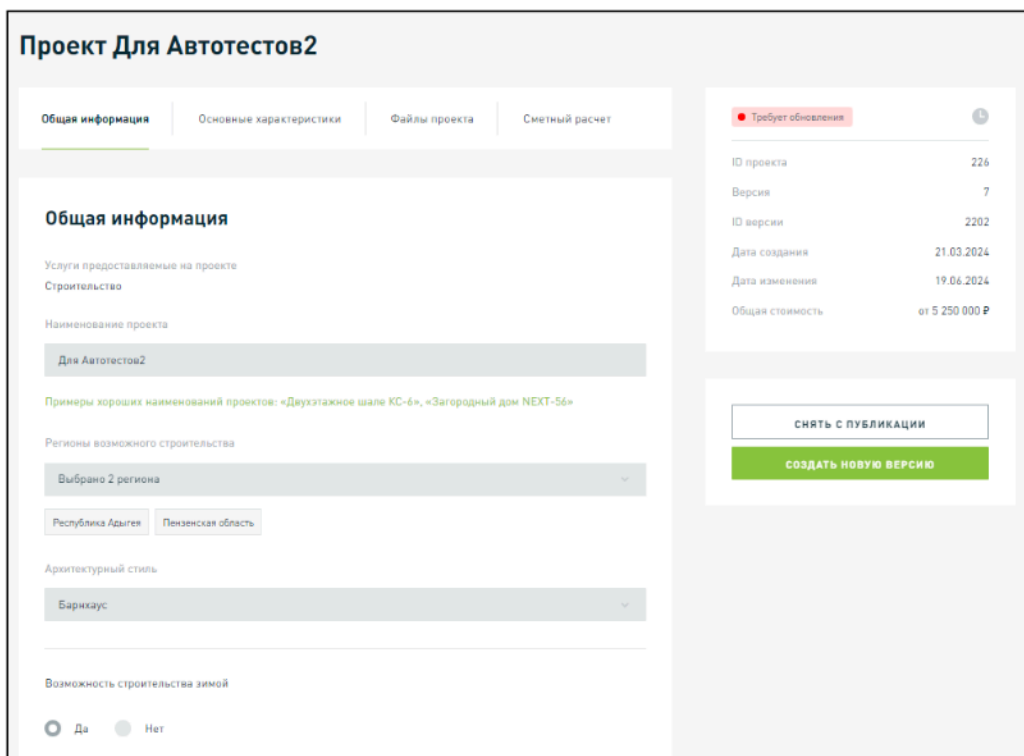 Проект Для Автотестов2
Общая информация
Основные характеристики
Файлы проекта
Сметный расчет
Общая информация
Услуги предоставляемые на проекте
Строительство
Наименование проекта
Для Автотестов2
Примеры хороших наименований проектов: «Двухэтажное шале КС-6», «Загородный дом NEXT-56»
Регионы возможного строительства
Выбрано 2 региона
Республика Адыгея
Пензенская область
Архитектурный стиль
Барнхаус
Возможность строительства зимой
Да
Нет
Требует обновления
ID проекта 226
Версия 7
ID версии 2202
Дата создания 21.03.2024
Дата изменения 19.06.2024
Общая стоимость от 5 250 000 ₽
СНЯТЬ С ПУБЛИКАЦИИ
СОЗДАТЬ НОВУЮ ВЕРСИЮ